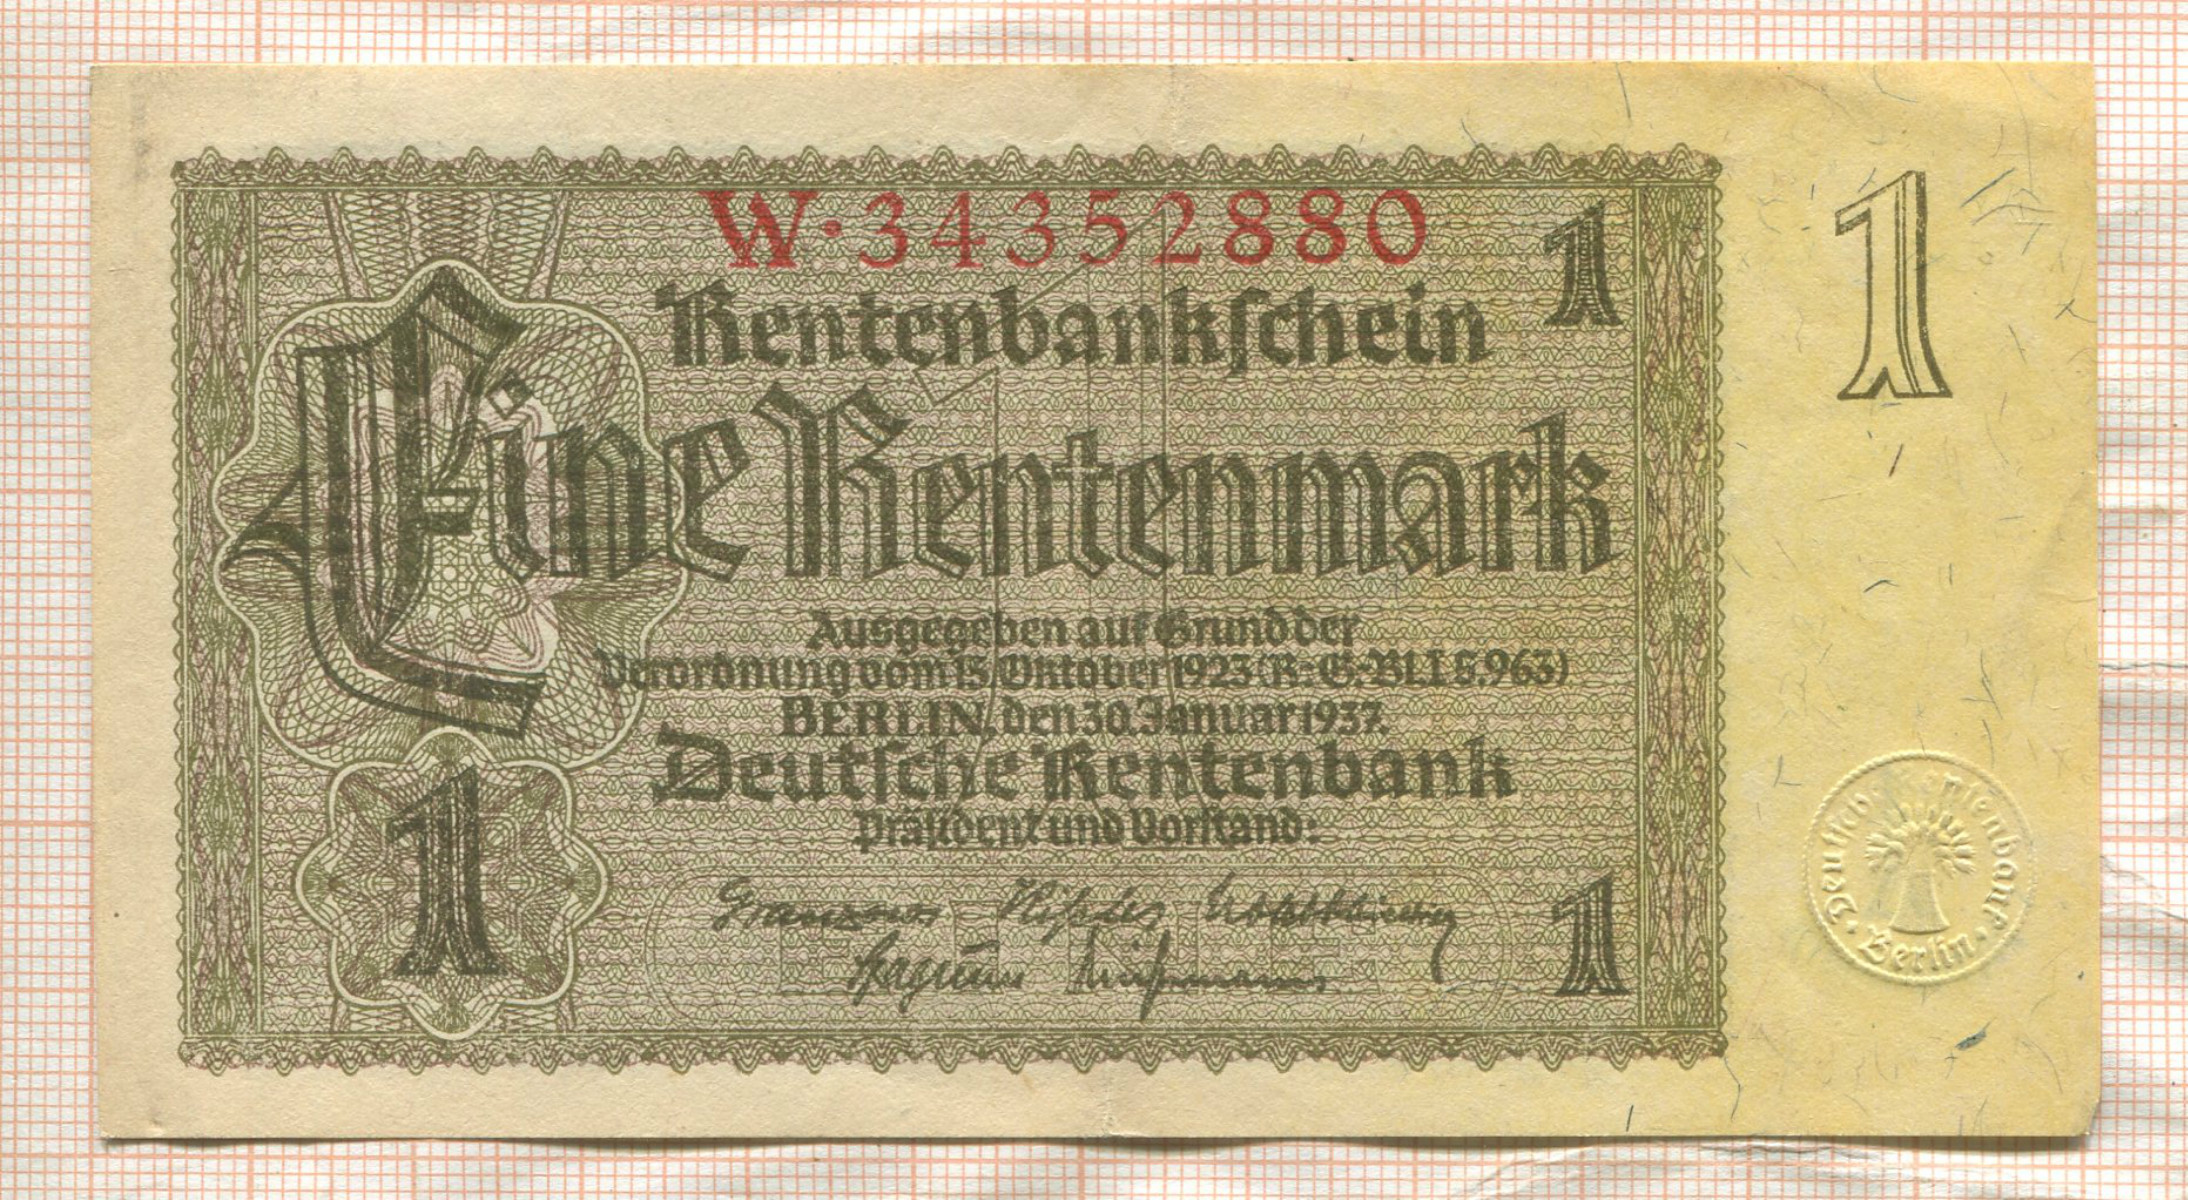 W·34352880
1
1
Rentenbankſchein
Eine Rentenmark
Ausgegeben auf Grund der
Verordnung vom 15. Oktober 1923 (R.-G.-Bl. I S. 963)
BERLIN, den 30. Januar 1937.
Deutſche Rentenbank
Präſident und Vorſtand:
1
1
Deutſche Rentenbank
· Berlin ·